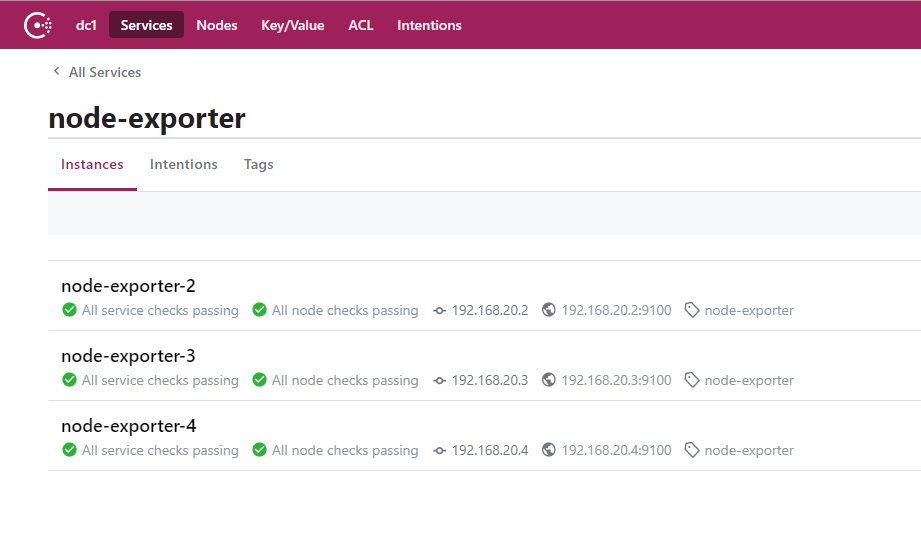 dc1 Services Nodes Key/Value ACL Intentions
All Services
node-exporter
Instances Intentions Tags
node-exporter-2
All service checks passing All node checks passing 192.168.20.2 192.168.20.2:9100 node-exporter
node-exporter-3
All service checks passing All node checks passing 192.168.20.3 192.168.20.3:9100 node-exporter
node-exporter-4
All service checks passing All node checks passing 192.168.20.4 192.168.20.4:9100 node-exporter